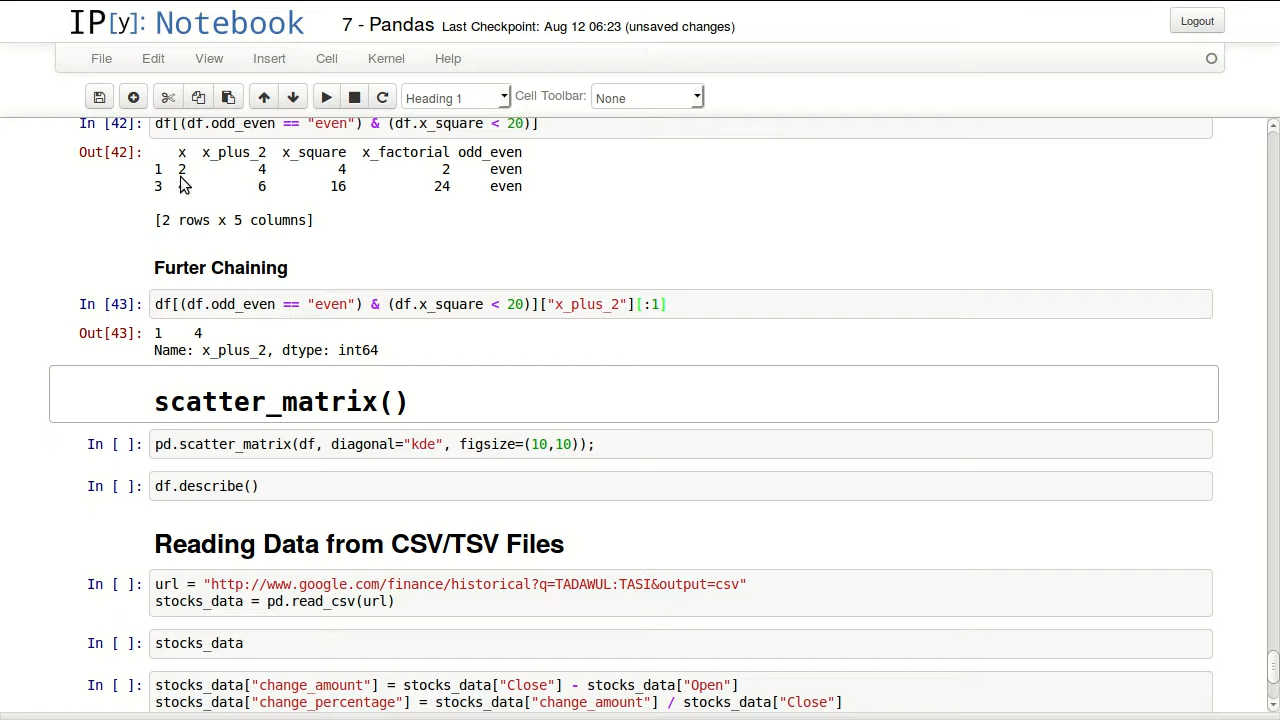 IP[y]: Notebook 7 - Pandas Last Checkpoint: Aug 12 06:23 (unsaved changes) Logout
File Edit View Insert Cell Kernel Help
Heading 1 Cell Toolbar: None
In [42]: df[(df.odd_even == "even") & (df.x_square < 20)]
Out[42]: x x_plus_2 x_square x_factorial odd_even
1 2 4 4 2 even
3 6 16 24 even
[2 rows x 5 columns]
Furter Chaining
In [43]: df[(df.odd_even == "even") & (df.x_square < 20)]["x_plus_2"][:1]
Out[43]: 1 4
Name: x_plus_2, dtype: int64
scatter_matrix()
In [ ]: pd.scatter_matrix(df, diagonal="kde", figsize=(10,10));
In [ ]: df.describe()
Reading Data from CSV/TSV Files
In [ ]: url = "http://www.google.com/finance/historical?q=TADAWUL:TASI&output=csv"
stocks_data = pd.read_csv(url)
In [ ]: stocks_data
In [ ]: stocks_data["change_amount"] = stocks_data["Close"] - stocks_data["Open"]
stocks_data["change_percentage"] = stocks_data["change_amount"] / stocks_data["Close"]